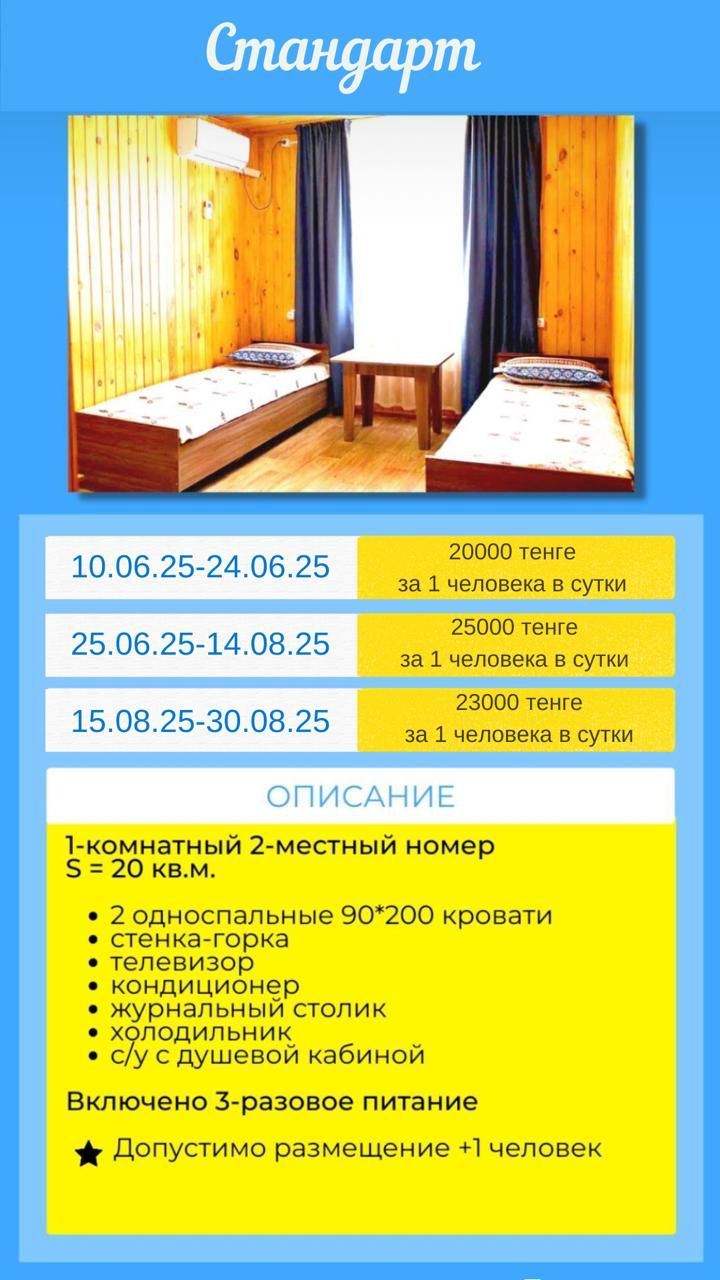 Стандарт
10.06.25-24.06.25
20000 тенге
за 1 человека в сутки
25.06.25-14.08.25
25000 тенге
за 1 человека в сутки
15.08.25-30.08.25
23000 тенге
за 1 человека в сутки
ОПИСАНИЕ
1-комнатный 2-местный номер
S = 20 кв.м.
• 2 односпальные 90*200 кровати
• стенка-горка
• телевизор
• кондиционер
• журнальный столик
• холодильник
• с/у с душевой кабиной
Включено 3-разовое питание
★ Допустимо размещение +1 человек